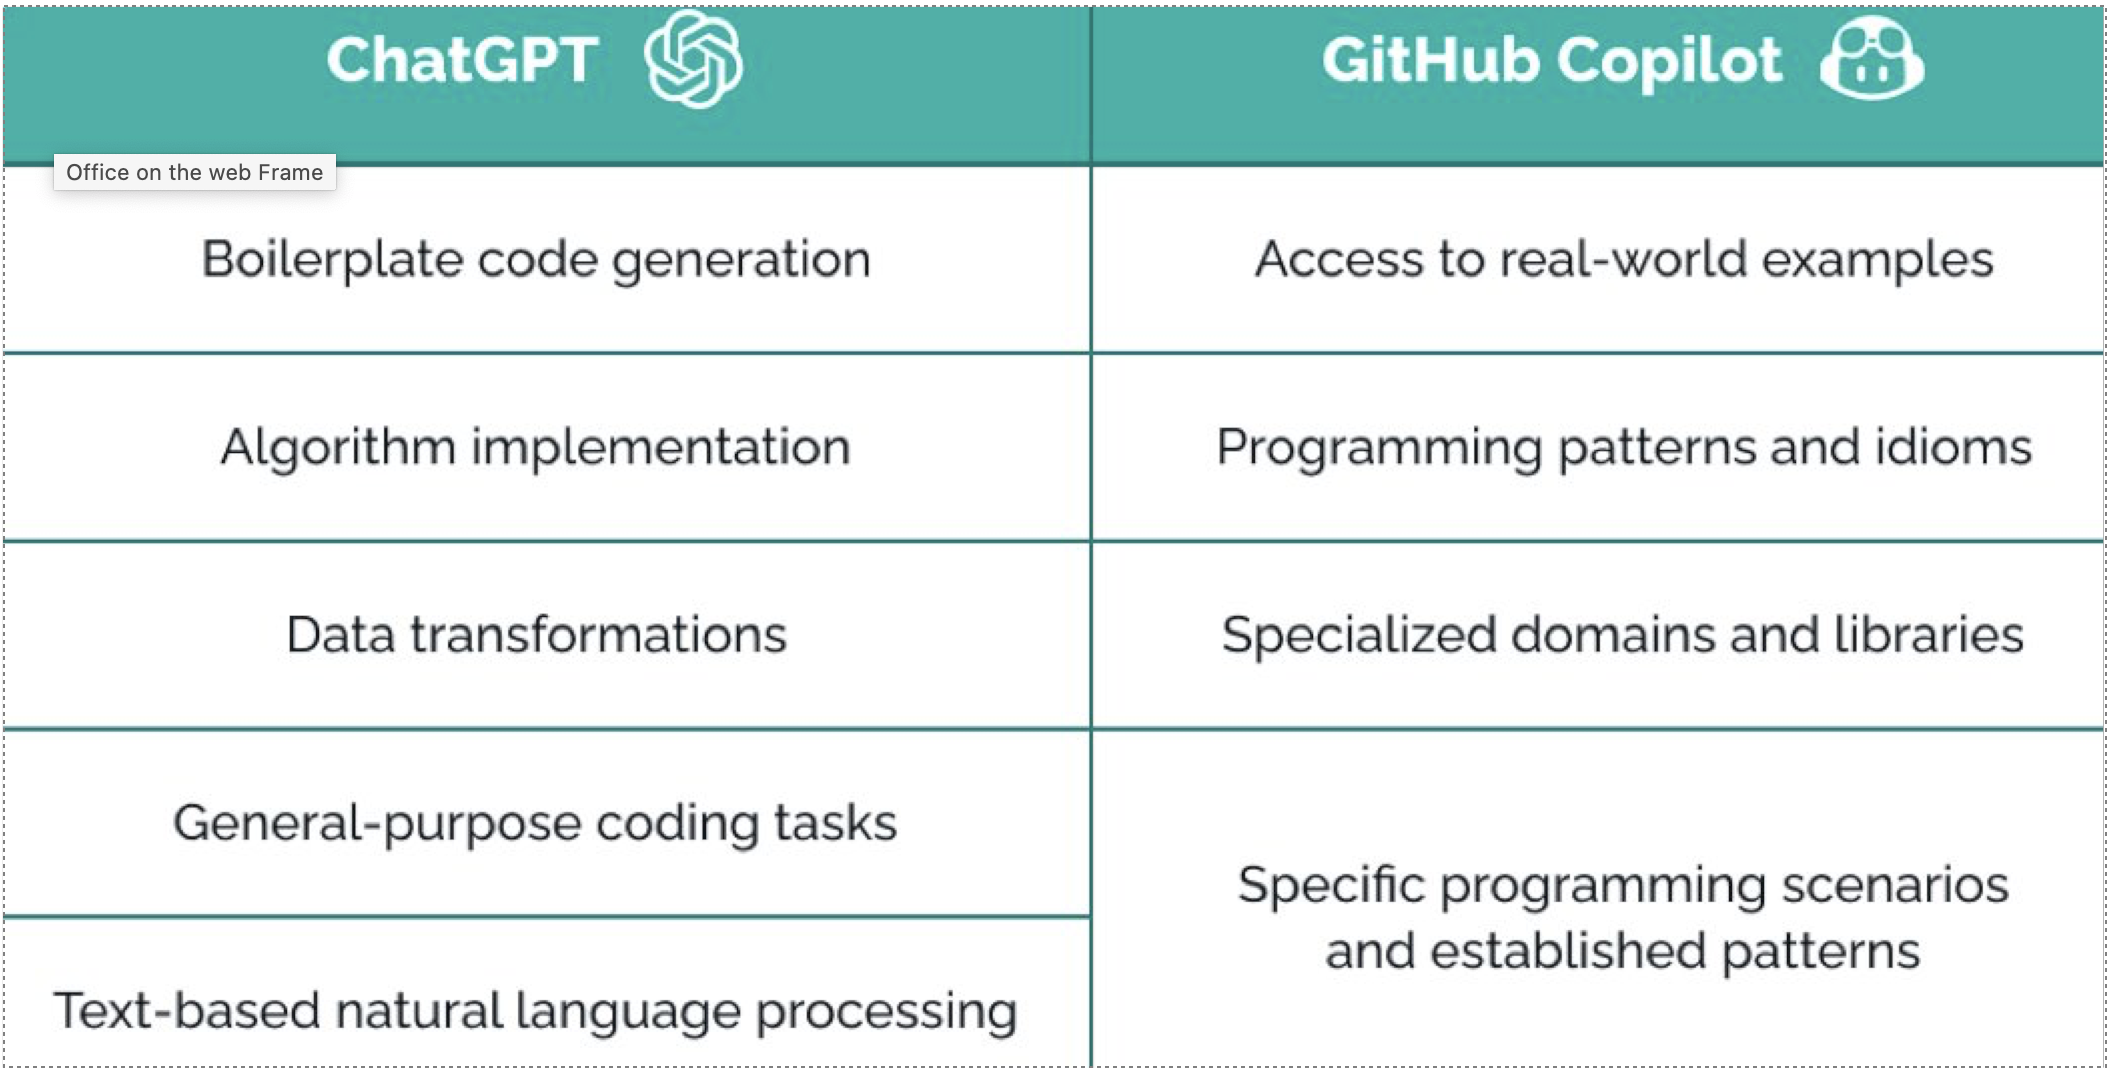 ChatGPT
GitHub Copilot
Office on the web Frame
Boilerplate code generation
Access to real-world examples
Algorithm implementation
Programming patterns and idioms
Data transformations
Specialized domains and libraries
General-purpose coding tasks
Specific programming scenarios
and established patterns
Text-based natural language processing